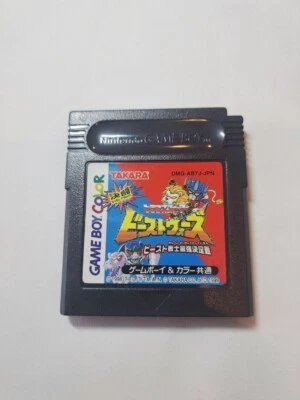 Nintendo GAME BOY
TAKARA
DMG-AB7J-JPN
GAME BOY COLOR
ビーストウォーズ
ビースト戦士最強決定戦
ゲームボーイ & カラー共通